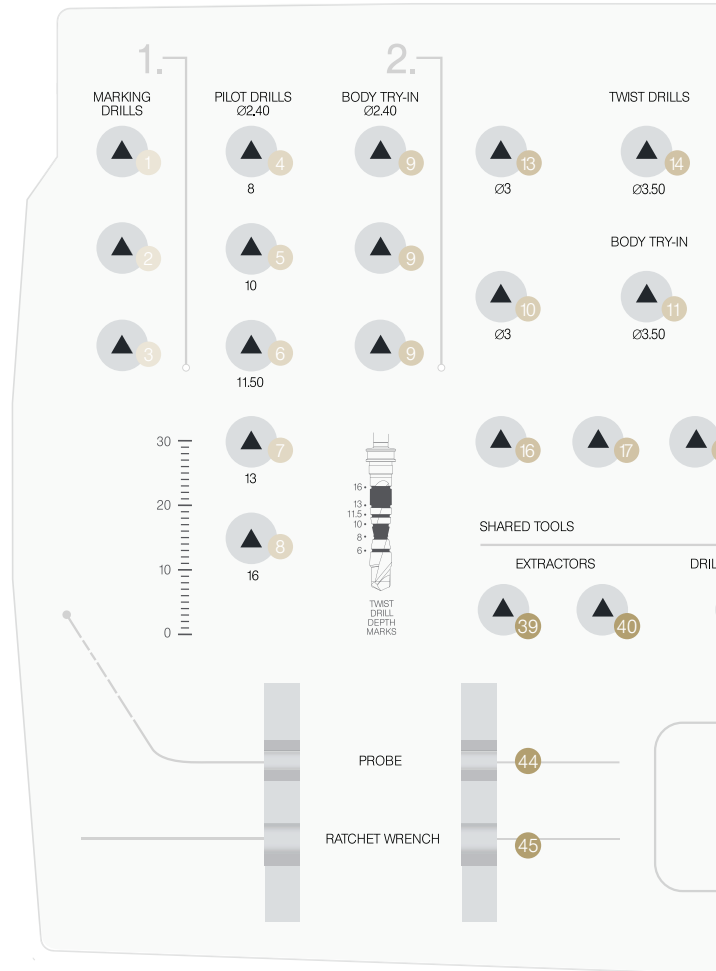 1.
2.
MARKING
DRILLS
PILOT DRILLS
Ø2.40
BODY TRY-IN
Ø2.40
TWIST DRILLS
1
4
8
9
13
Ø3
14
Ø3.50
BODY TRY-IN
2
5
10
9
10
Ø3
11
Ø3.50
3
6
11.50
9
7
13
16
17
30
20
10
0
16
13
11.5
10
8
6
TWIST
DRILL
DEPTH
MARKS
8
16
SHARED TOOLS
EXTRACTORS
39
40
PROBE
44
RATCHET WRENCH
45